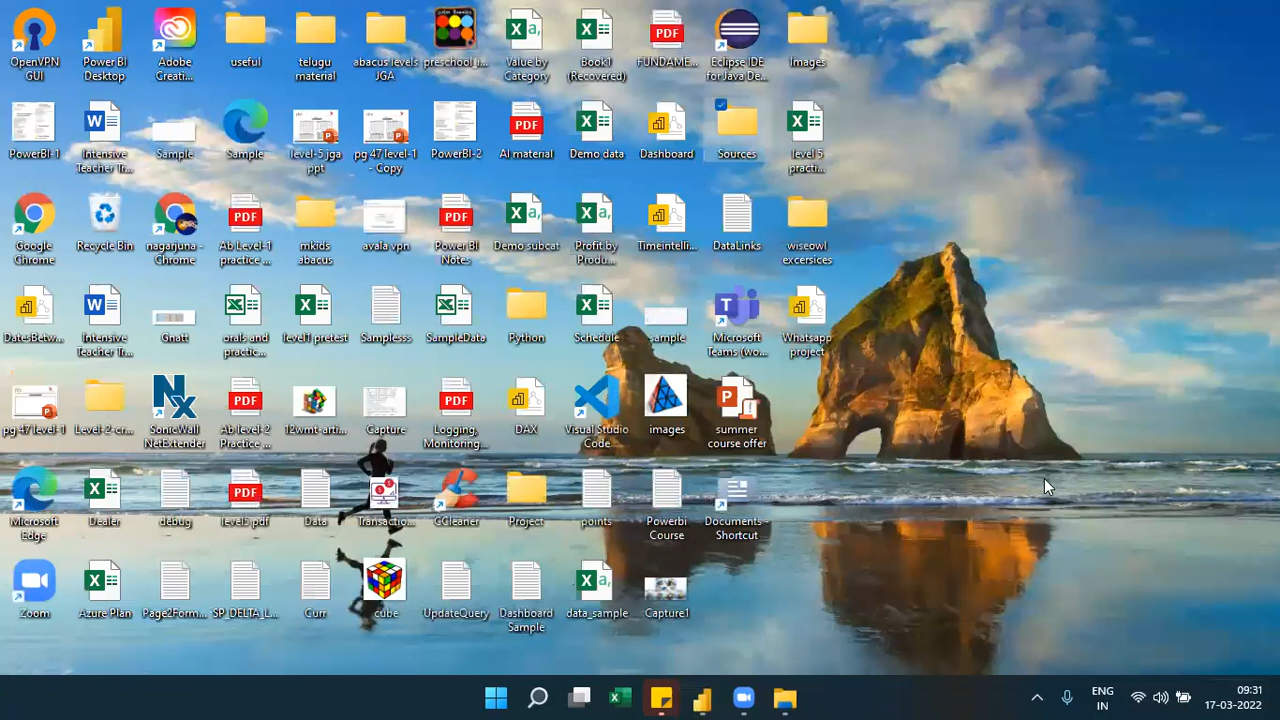 OpenVPN
GUI
Power BI
Desktop
Adobe
Creati...
useful
telugu
material
abacus levels
JGA
preschool_l...
Value by
Category
Book1
(Recovered)
FUNDAME...
Eclipse IDE
for Java De...
Images
PowerBI-1
Intensive
Teacher Tr...
Sample
Sample
level-5 jga
ppt
pg 47 level-1
- Copy
PowerBI-2
AI material
Demo data
Dashboard
Sources
level 5
practi...
Google
Chrome
Recycle Bin
nagarjuna -
Chrome
Ab Level-1
practice ...
mkids
abacus
avala vpn
Power BI
Notes
Demo subcat
Profit by
Produ...
Timeintelli...
DataLinks
wiseowl
excersices
DatesBetw...
Intensive
Teacher Tr...
Gnatt
orals and
practic...
level1 pretest
Samplesss
SampleData
Python
Schedule
sample
Microsoft
Teams (wo...
Whatsapp
project
pg 47 level-1
Level-2-cr...
SonicWall
NetExtender
Ab level-2
Practice ...
12wmt-arti...
Capture
Logging,
Monitoring...
DAX
Visual Studio
Code
images
summer
course offer
Microsoft
Edge
Dealer
debug
Data
Transactio...
CCleaner
Project
points
Powerbi
Course
Documents -
Shortcut
Zoom
Azure Plan
Page2Form...
SP_DELTA_L...
Curr
cube
UpdateQuery
Dashboard
Sample
data_sample
Capture1
ENG
IN
09:31
17-03-2022